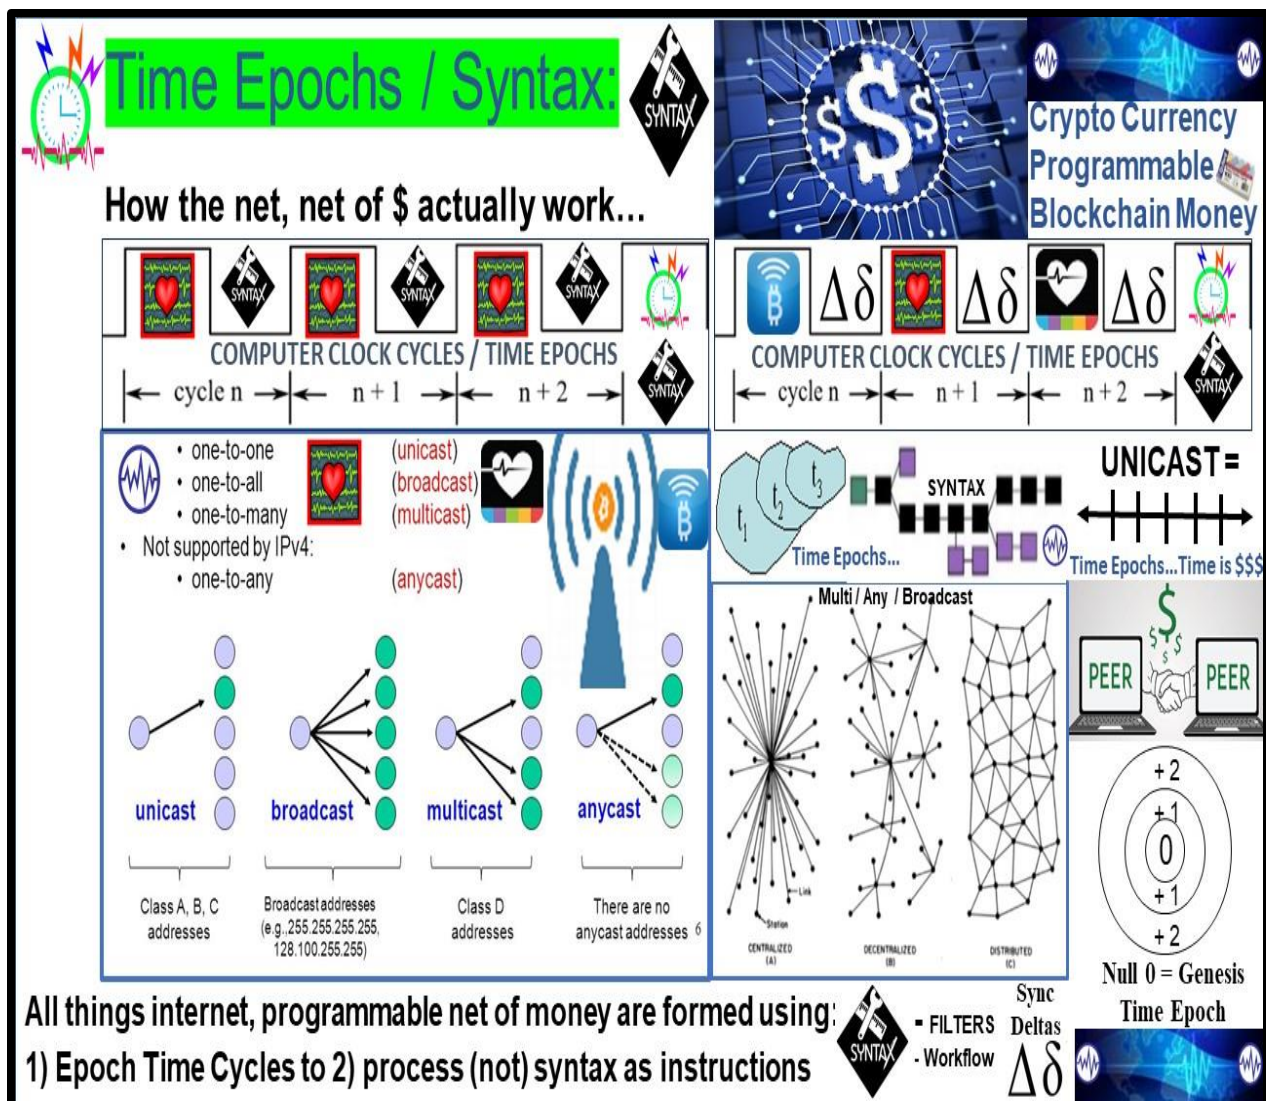 Time Epochs / Syntax:
SYNTAX
$ $ $
Crypto Currency
Programmable
Blockchain Money
How the net, net of $ actually work...
SYNTAX
SYNTAX
SYNTAX
COMPUTER CLOCK CYCLES / TIME EPOCHS
cycle n
n + 1
n + 2
SYNTAX
Δδ
Δδ
Δδ
COMPUTER CLOCK CYCLES / TIME EPOCHS
cycle n
n + 1
n + 2
SYNTAX
• one-to-one (unicast)
• one-to-all (broadcast)
• one-to-many (multicast)
• Not supported by IPv4:
• one-to-any (anycast)
unicast
broadcast
multicast
anycast
Class A, B, C
addresses
Broadcast addresses
(e.g.,255.255.255.255,
128.100.255.255)
Class D
addresses
There are no
anycast addresses 6
t1
t2
t3
Time Epochs...
SYNTAX
UNICAST =
Time Epochs...Time is $$$
Multi / Any / Broadcast
Link
Station
CENTRALIZED
(A)
DECENTRALIZED
(B)
DISTRIBUTED
(C)
$
$ $
$
PEER
PEER
+ 2
+ 1
0
+ 1
+ 2
Null 0 = Genesis
Time Epoch
All things internet, programmable net of money are formed using:
1) Epoch Time Cycles to 2) process (not) syntax as instructions
SYNTAX
= FILTERS
- Workflow
Sync
Deltas
Δδ